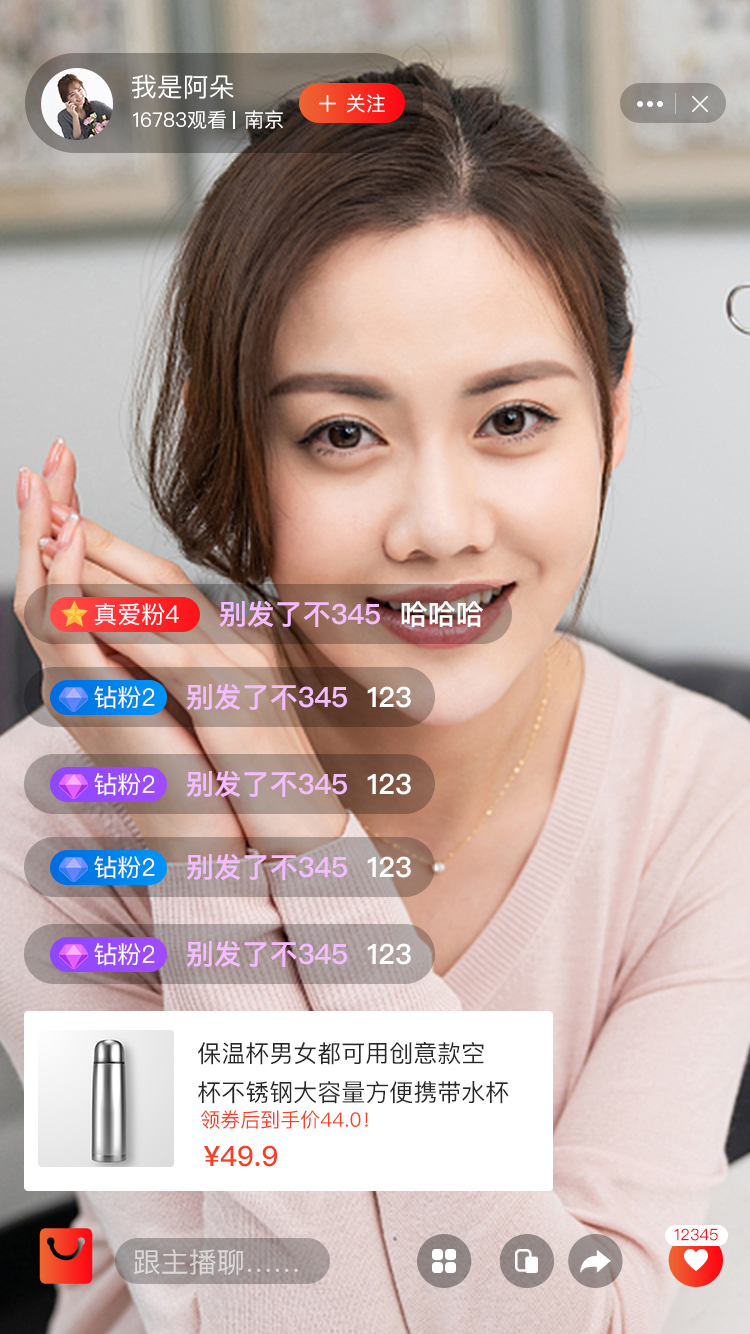 我是阿朵
16783观看 | 南京
+ 关注
真爱粉4 别发了不345 哈哈哈
钻粉2 别发了不345 123
钻粉2 别发了不345 123
钻粉2 别发了不345 123
钻粉2 别发了不345 123
保温杯男女都可用创意款空
杯不锈钢大容量方便携带水杯
领券后到手价44.0!
¥49.9
跟主播聊......
12345